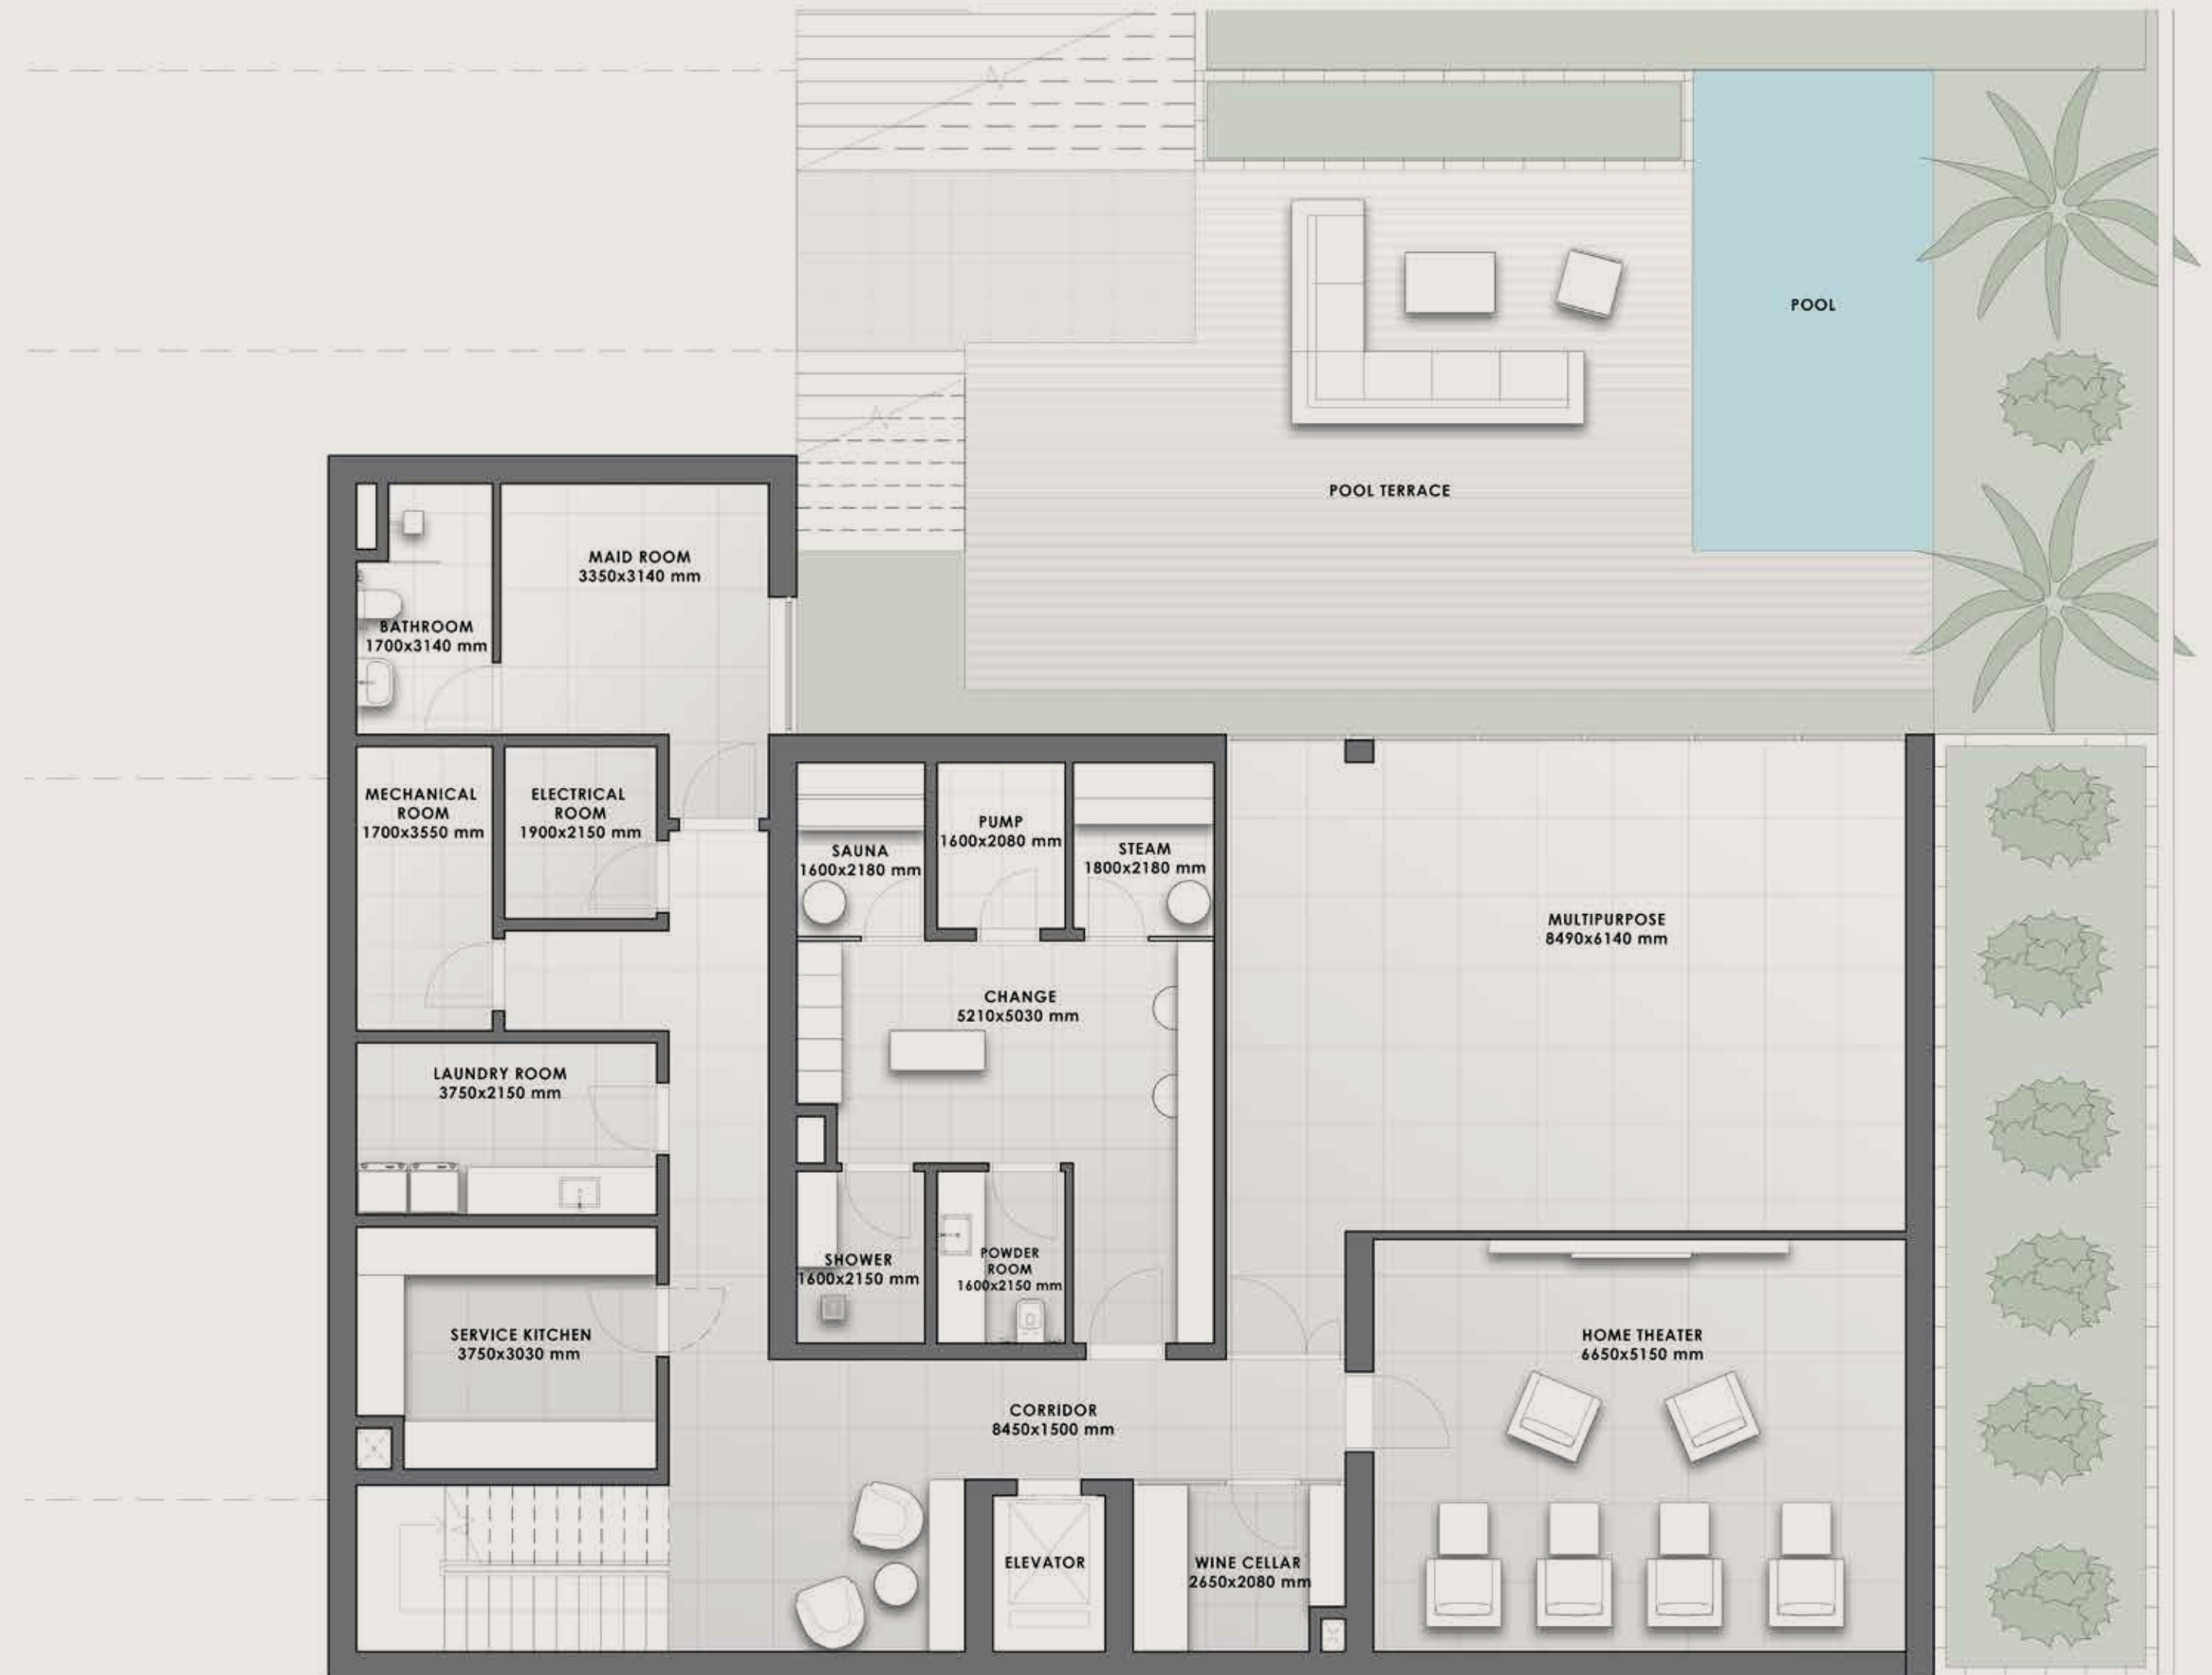 POOL
POOL TERRACE
MAID ROOM
3350x3140 mm
BATHROOM
1700x3140 mm
MECHANICAL
ROOM
1700x3550 mm
ELECTRICAL
ROOM
1900x2150 mm
SAUNA
1600x2180 mm
PUMP
1600x2080 mm
STEAM
1800x2180 mm
MULTIPURPOSE
8490x6140 mm
CHANGE
5210x5030 mm
LAUNDRY ROOM
3750x2150 mm
SHOWER
1600x2150 mm
POWDER
ROOM
1600x2150 mm
SERVICE KITCHEN
3750x3030 mm
HOME THEATER
6650x5150 mm
CORRIDOR
8450x1500 mm
ELEVATOR
WINE CELLAR
2650x2080 mm